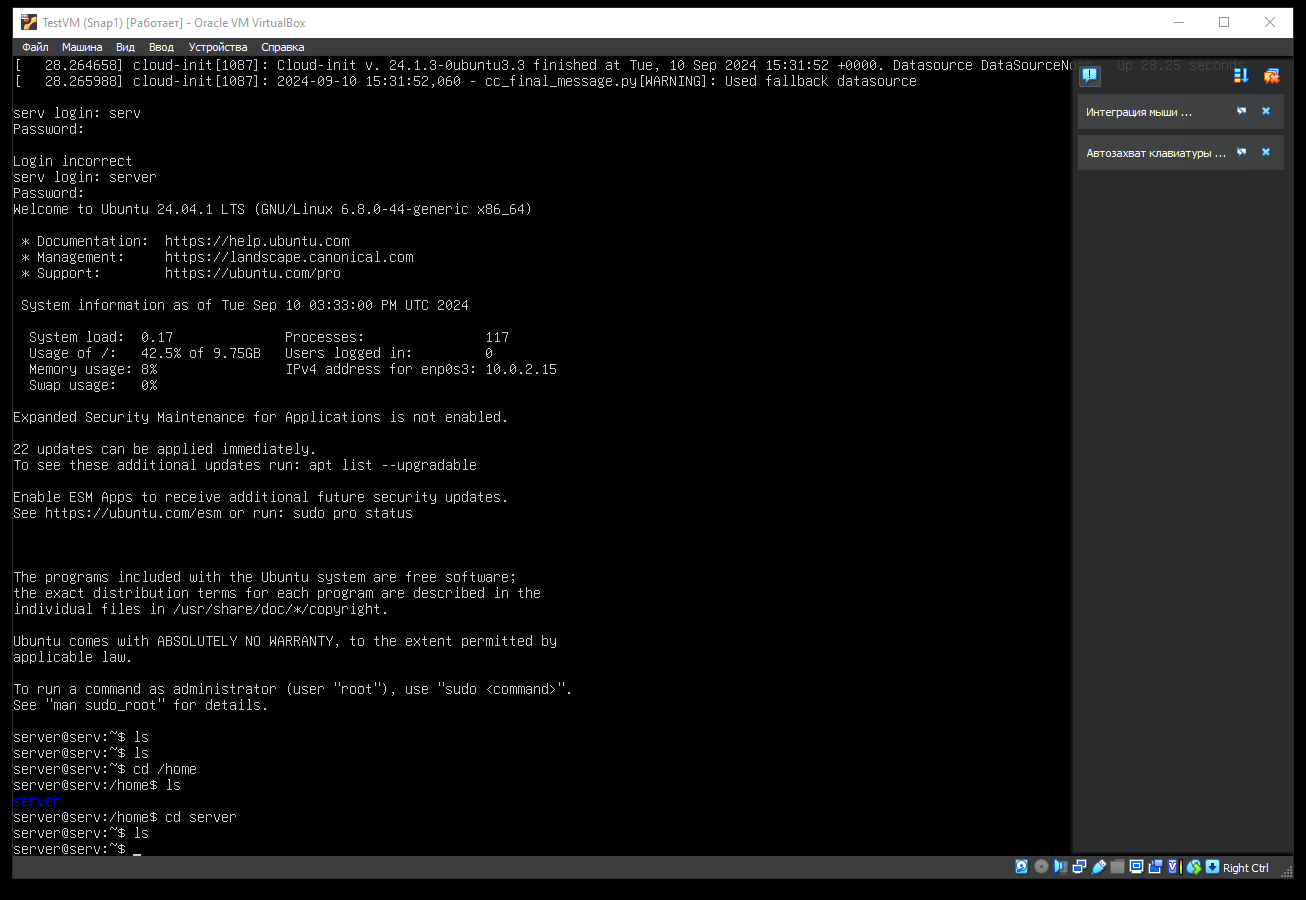 TestVM (Snap1) [Работает] - Oracle VM VirtualBox
Файл Машина Вид Ввод Устройства Справка
[   28.264658] cloud-init[1087]: Cloud-init v. 24.1.3-0ubuntu3.3 finished at Tue, 10 Sep 2024 15:31:52 +0000. Datasource DataSourceNone.  Up 28.25 seconds
[   28.265988] cloud-init[1087]: 2024-09-10 15:31:52,060 - cc_final_message.py[WARNING]: Used fallback datasource
Интеграция мыши ...
Автозахват клавиатуры ...
serv login: serv
Password:
Login incorrect
serv login: server
Password:
Welcome to Ubuntu 24.04.1 LTS (GNU/Linux 6.8.0-44-generic x86_64)
* Documentation:  https://help.ubuntu.com
* Management:     https://landscape.canonical.com
* Support:        https://ubuntu.com/pro
System information as of Tue Sep 10 03:33:00 PM UTC 2024
System load:  0.17              Processes:               117
Usage of /:   42.5% of 9.75GB   Users logged in:         0
Memory usage: 8%                IPv4 address for enp0s3: 10.0.2.15
Swap usage:   0%
Expanded Security Maintenance for Applications is not enabled.
22 updates can be applied immediately.
To see these additional updates run: apt list --upgradable
Enable ESM Apps to receive additional future security updates.
See https://ubuntu.com/esm or run: sudo pro status
The programs included with the Ubuntu system are free software;
the exact distribution terms for each program are described in the
individual files in /usr/share/doc/*/copyright.
Ubuntu comes with ABSOLUTELY NO WARRANTY, to the extent permitted by
applicable law.
To run a command as administrator (user "root"), use "sudo <command>".
See "man sudo_root" for details.
server@serv:~$ ls
server@serv:~$ ls
server@serv:~$ cd /home
server@serv:/home$ ls
server
server@serv:/home$ cd server
server@serv:~$ ls
server@serv:~$ _
Right Ctrl